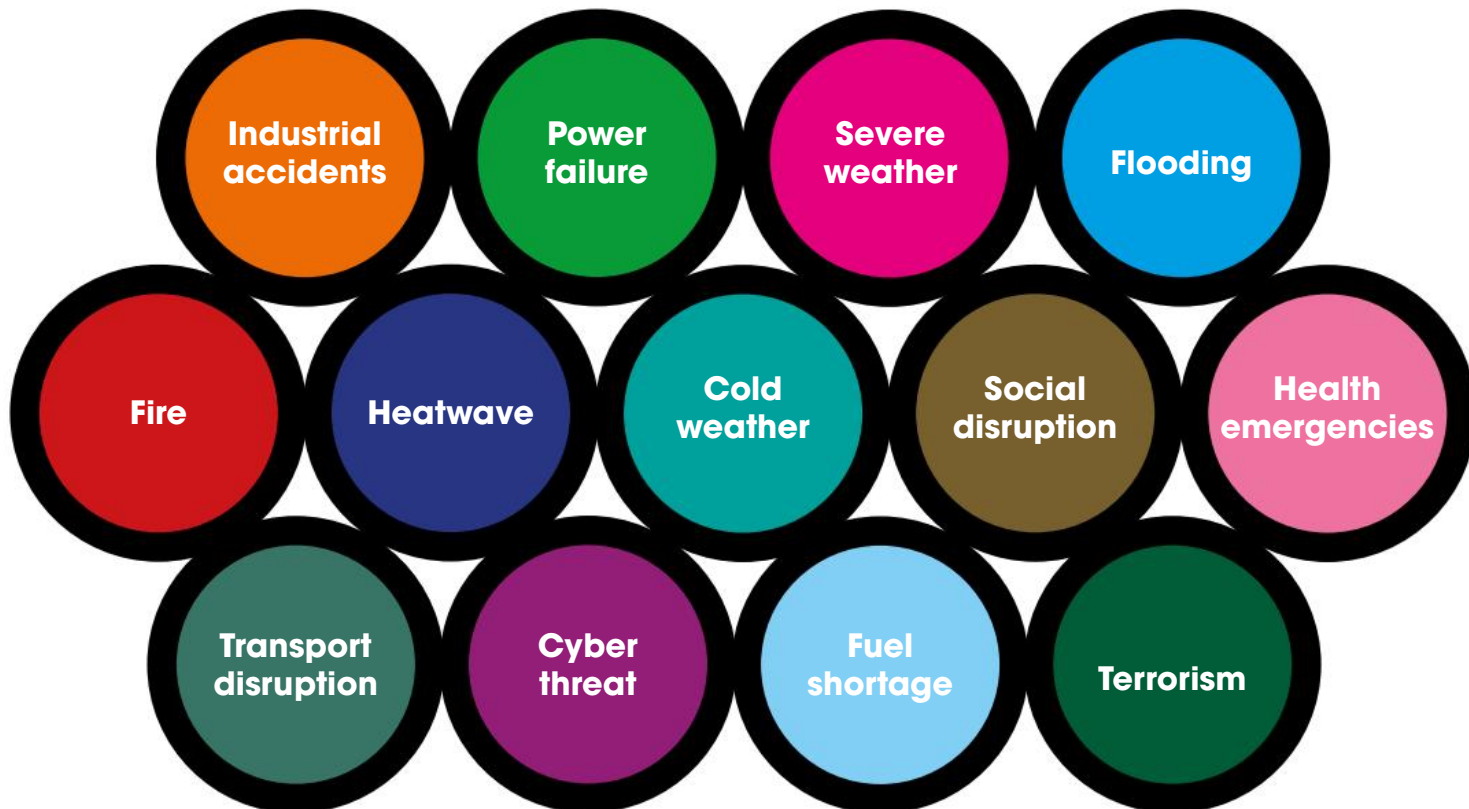 Industrial
accidents
Power
failure
Severe
weather
Flooding
Fire
Heatwave
Cold
weather
Social
disruption
Health
emergencies
Transport
disruption
Cyber
threat
Fuel
shortage
Terrorism